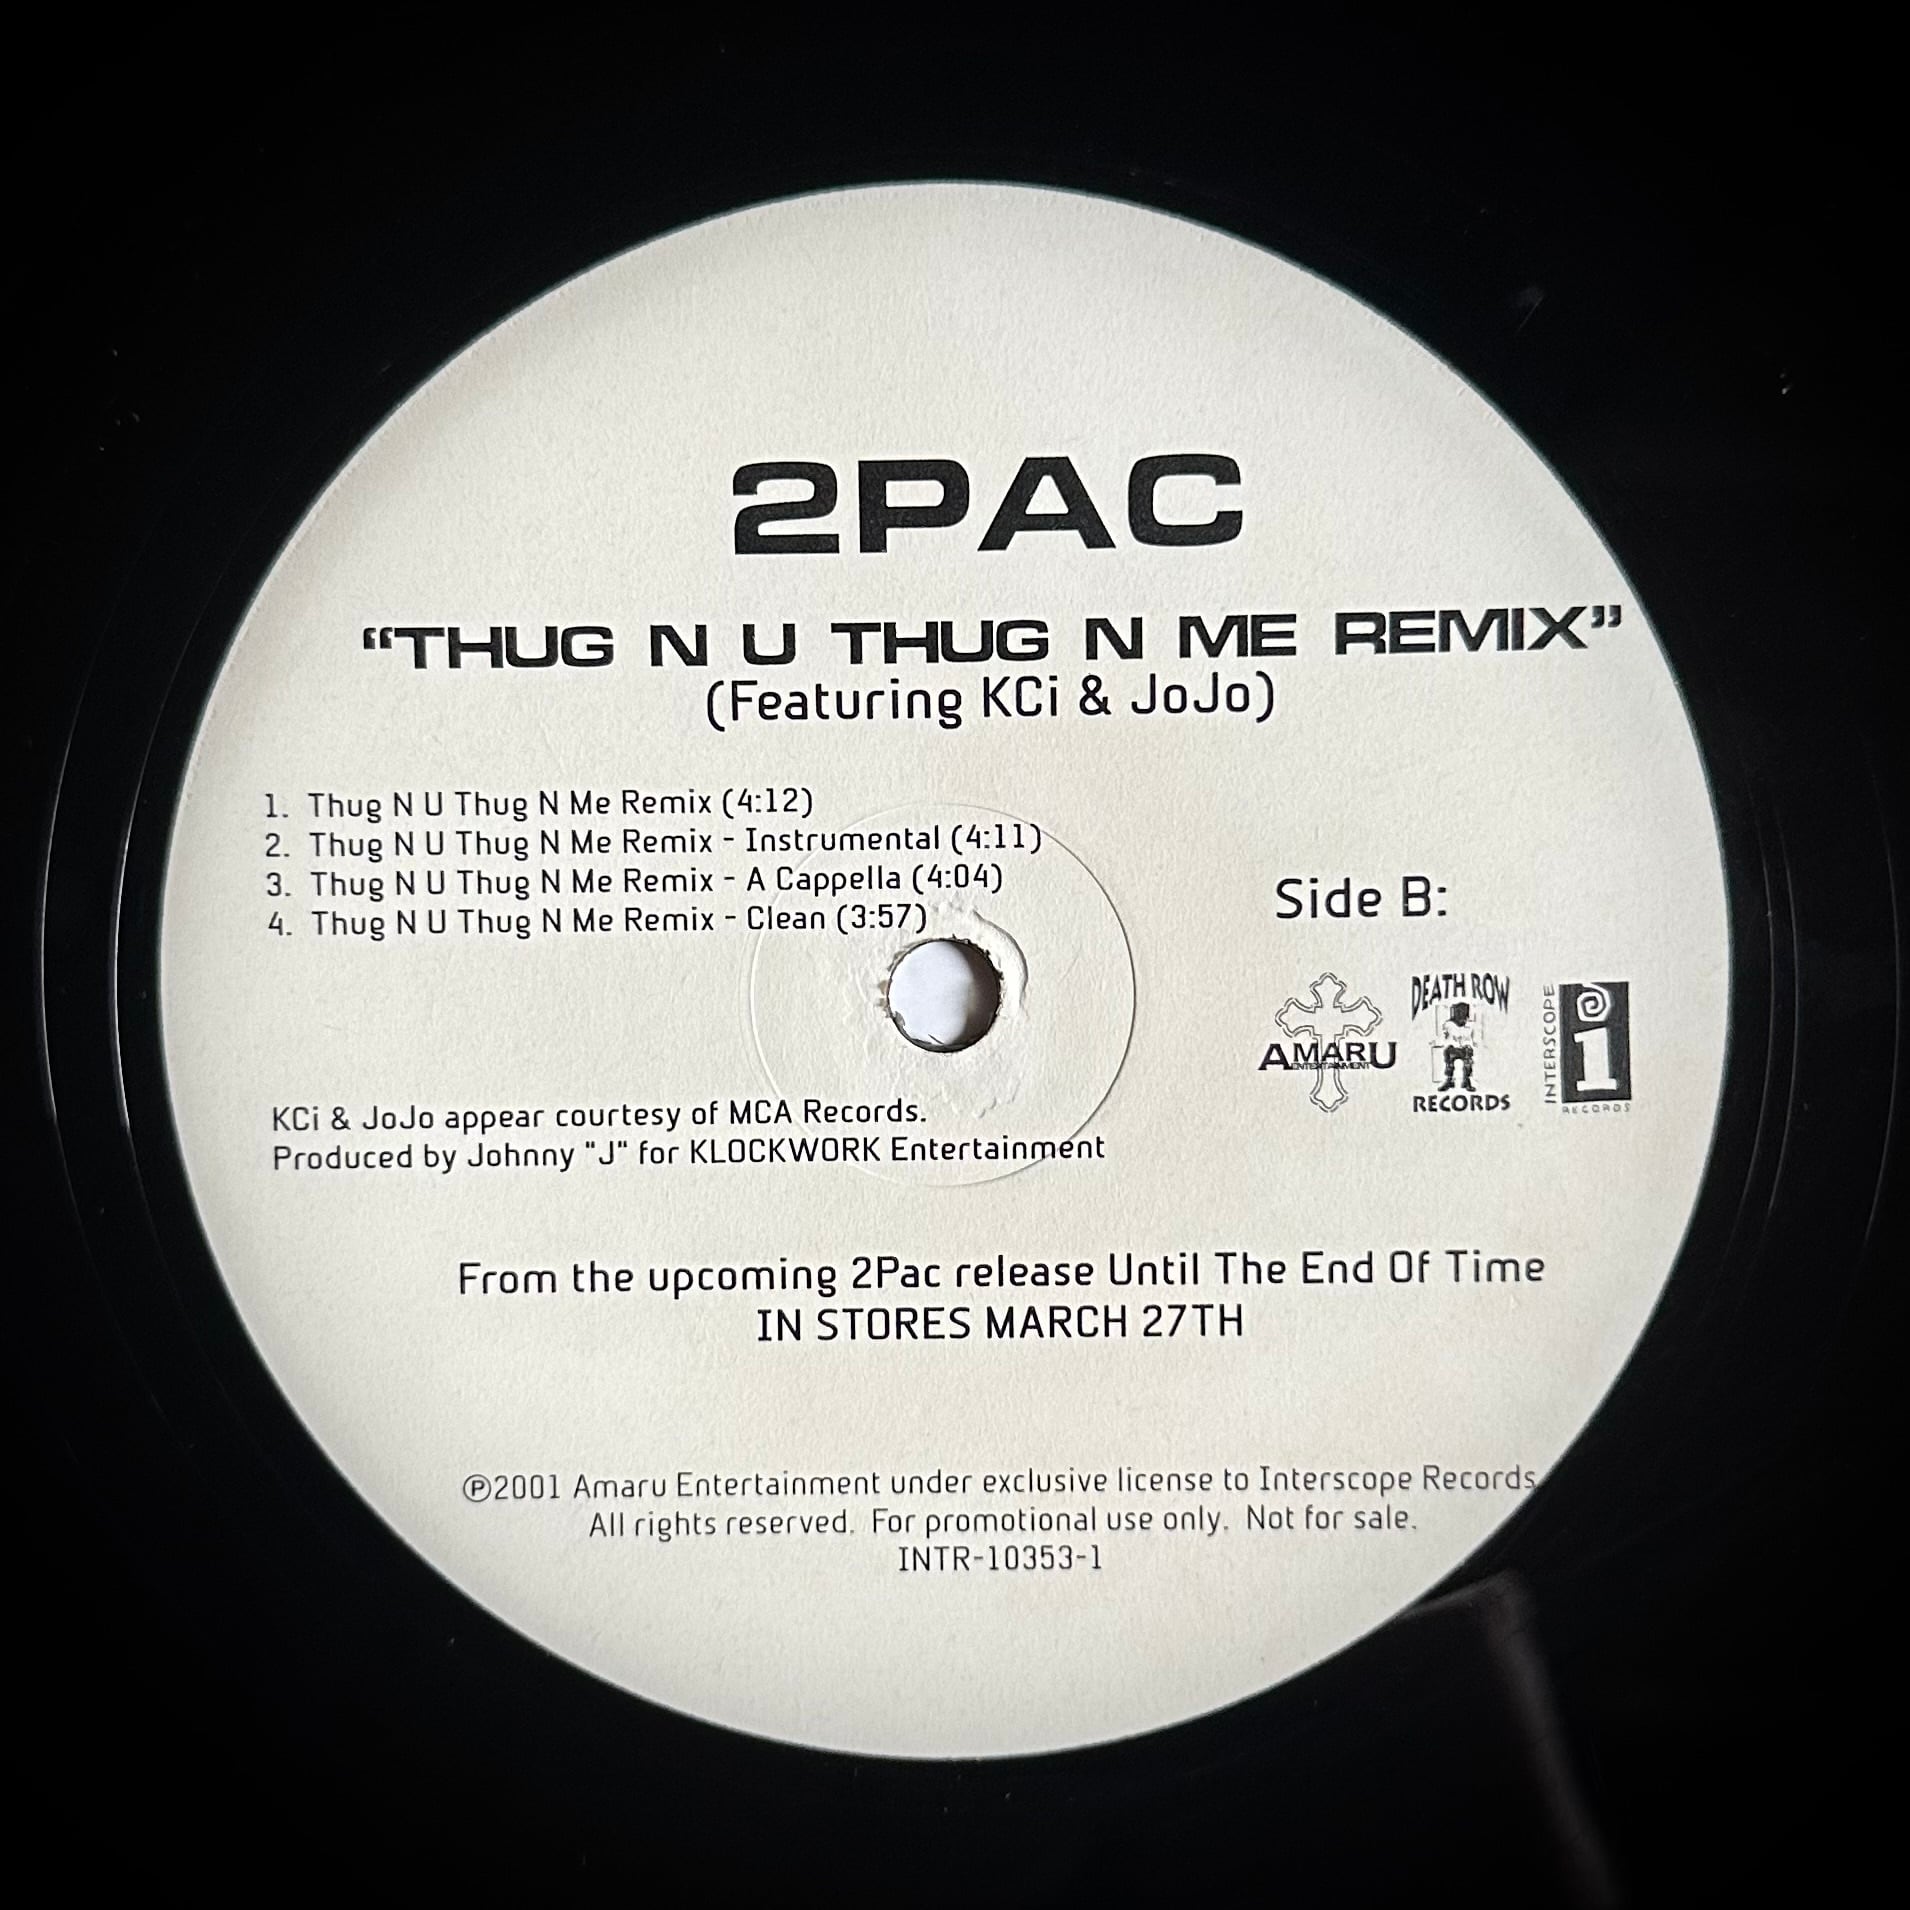 2PAC
“THUG N U THUG N ME REMIX”
(Featuring KCi & JoJo)
1. Thug N U Thug N Me Remix (4:12)
2. Thug N U Thug N Me Remix - Instrumental (4:11)
3. Thug N U Thug N Me Remix - A Cappella (4:04)
4. Thug N U Thug N Me Remix - Clean (3:57)
Side B:
AMARU
ENTERTAINMENT
DEATH ROW
RECORDS
INTERSCOPE
i
RECORDS
KCi & JoJo appear courtesy of MCA Records.
Produced by Johnny "J" for KLOCKWORK Entertainment
From the upcoming 2Pac release Until The End Of Time
IN STORES MARCH 27TH
℗2001 Amaru Entertainment under exclusive license to Interscope Records
All rights reserved. For promotional use only. Not for sale.
INTR-10353-1